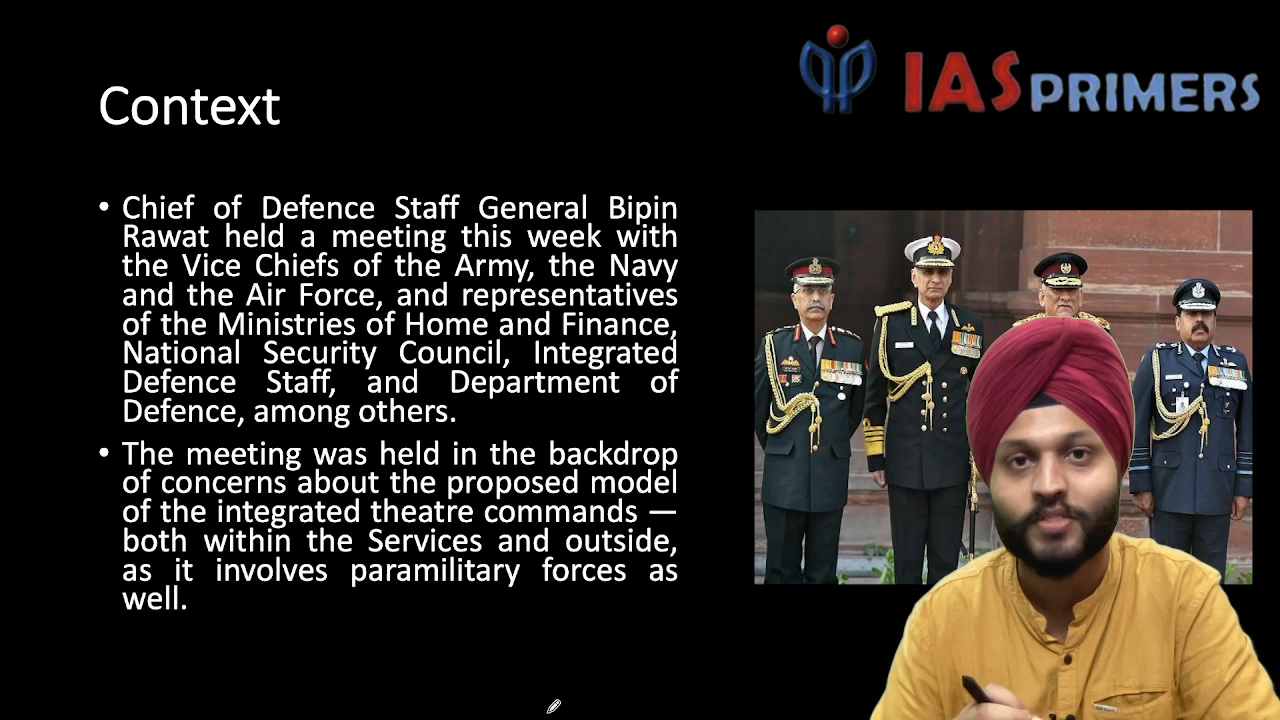 IAS PRIMERS
Context
• Chief of Defence Staff General Bipin
Rawat held a meeting this week with
the Vice Chiefs of the Army, the Navy
and the Air Force, and representatives
of the Ministries of Home and Finance,
National Security Council, Integrated
Defence Staff, and Department of
Defence, among others.
• The meeting was held in the backdrop
of concerns about the proposed model
of the integrated theatre commands —
both within the Services and outside,
as it involves paramilitary forces as
well.